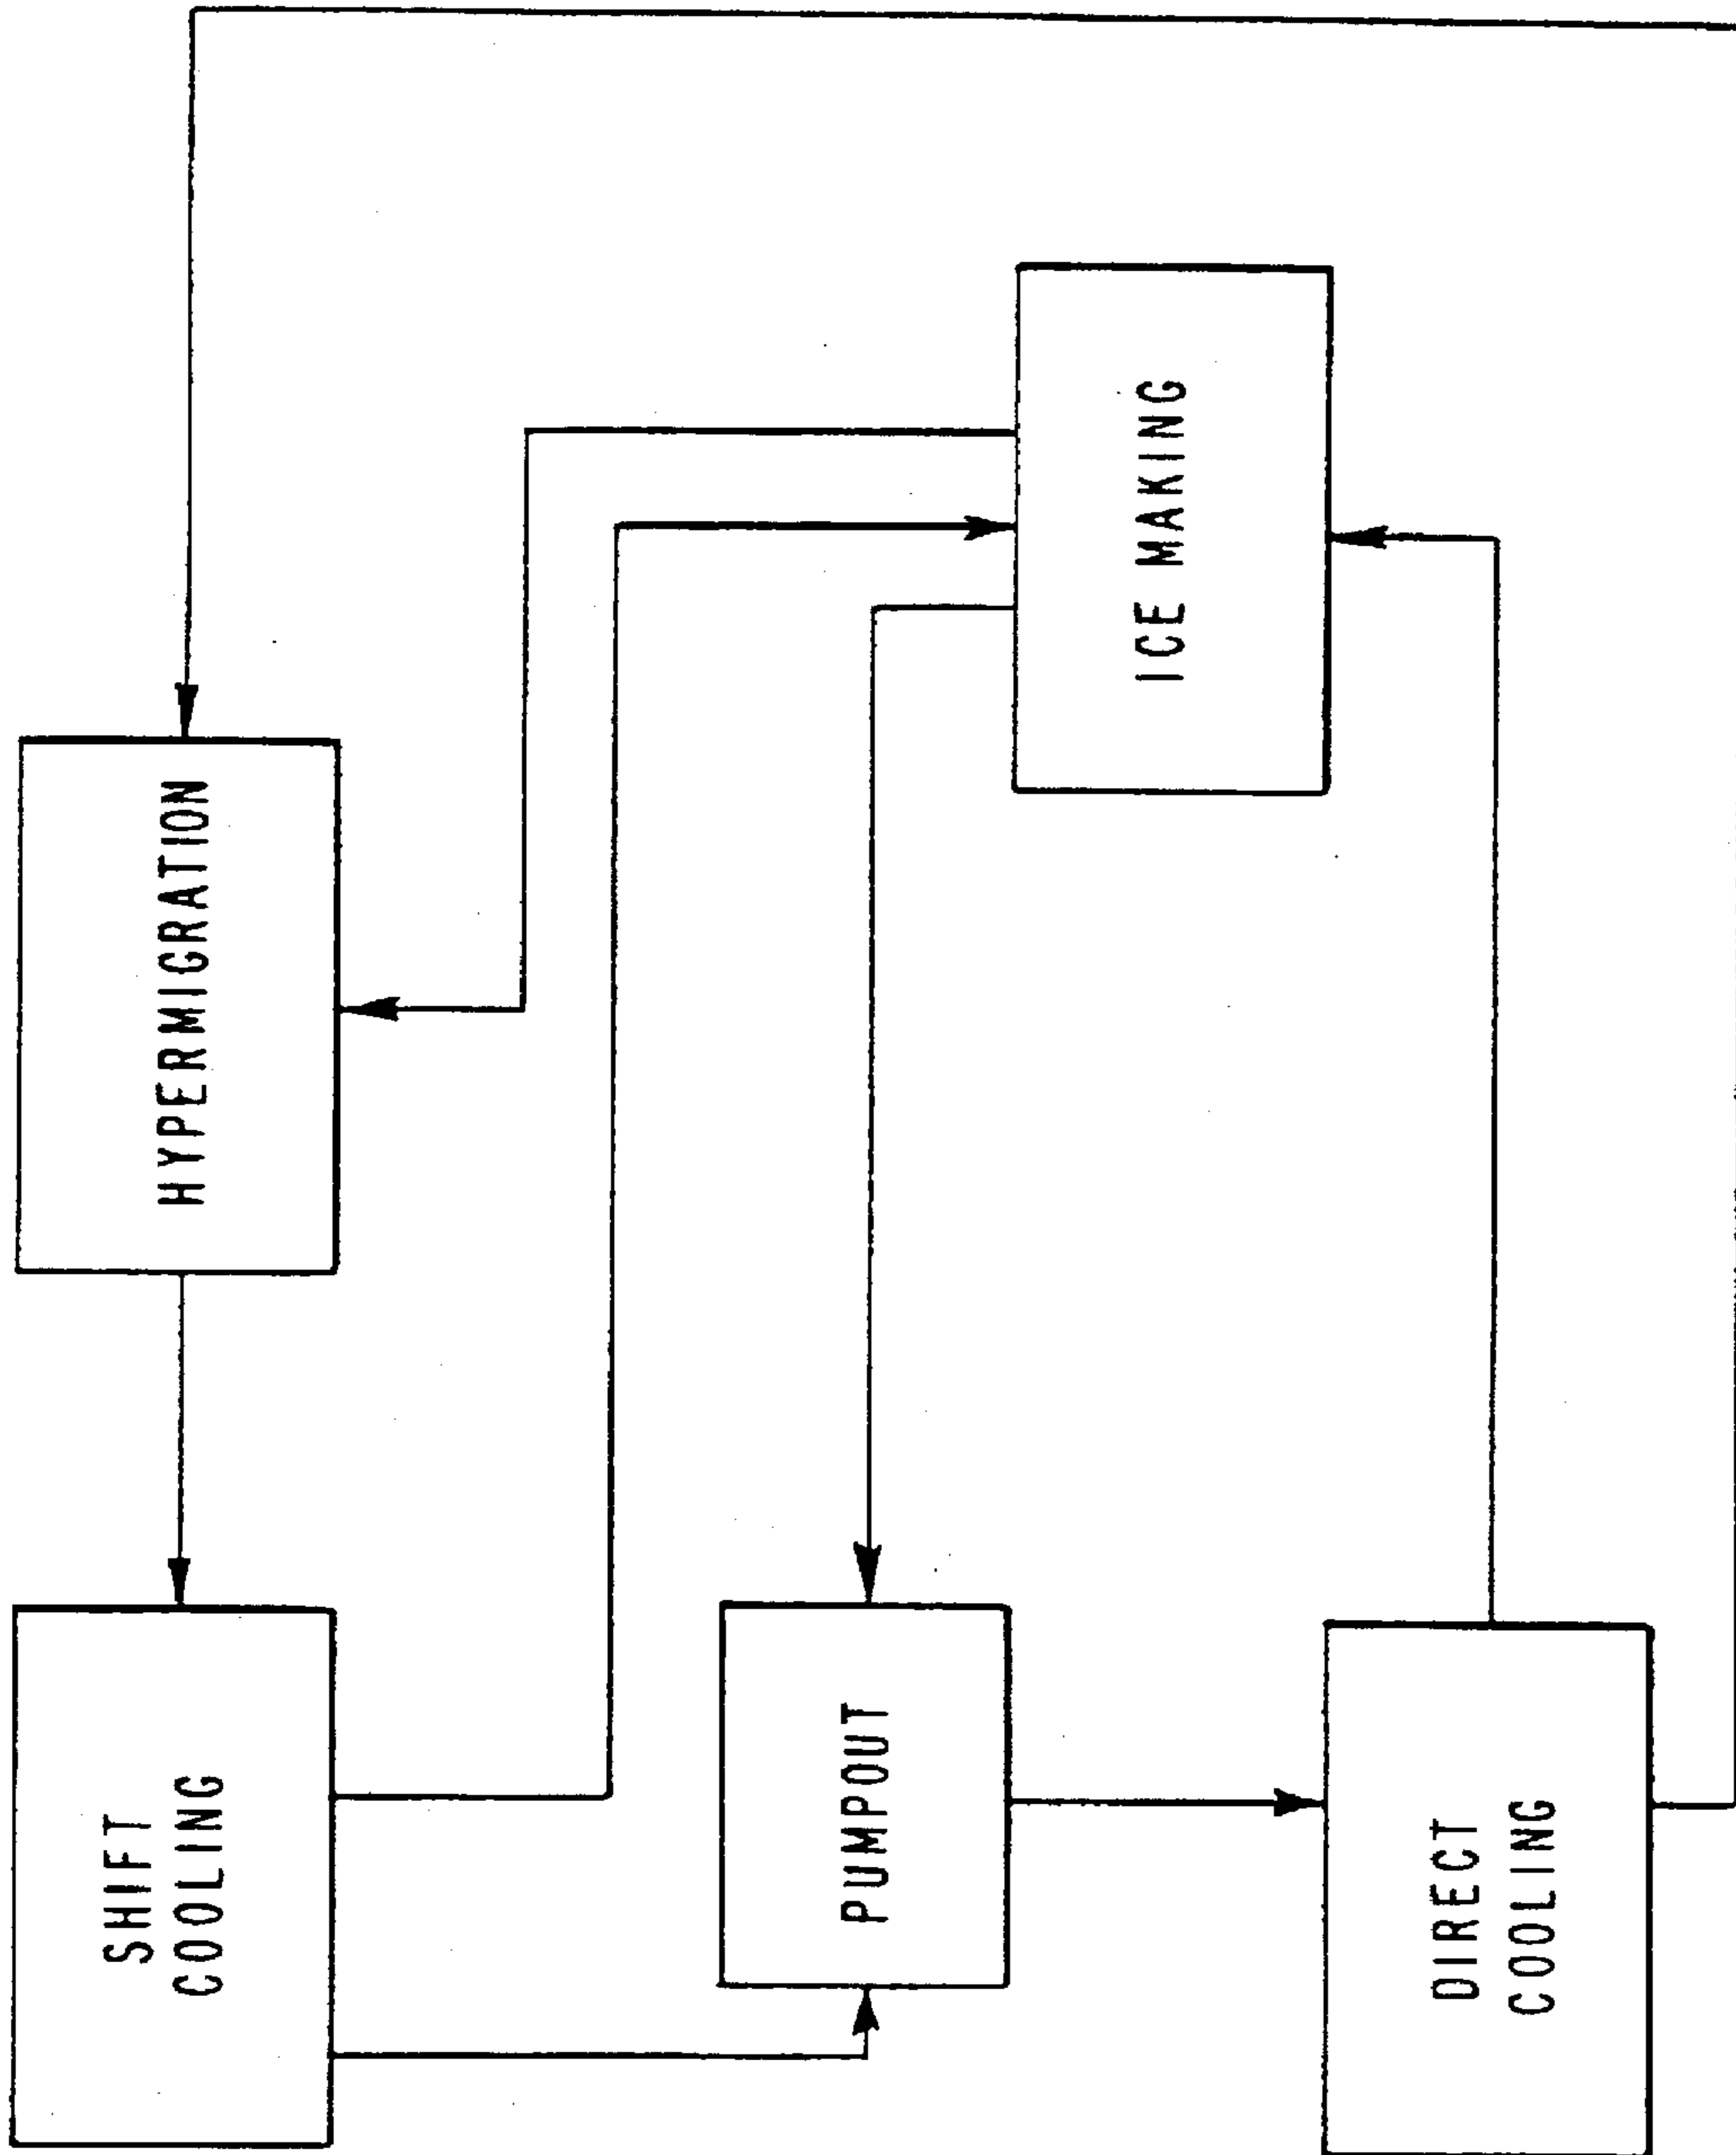 SHIFT
COOLING
HYPERMIGRATION
PUMPOUT
ICE MAKING
DIRECT
COOLING